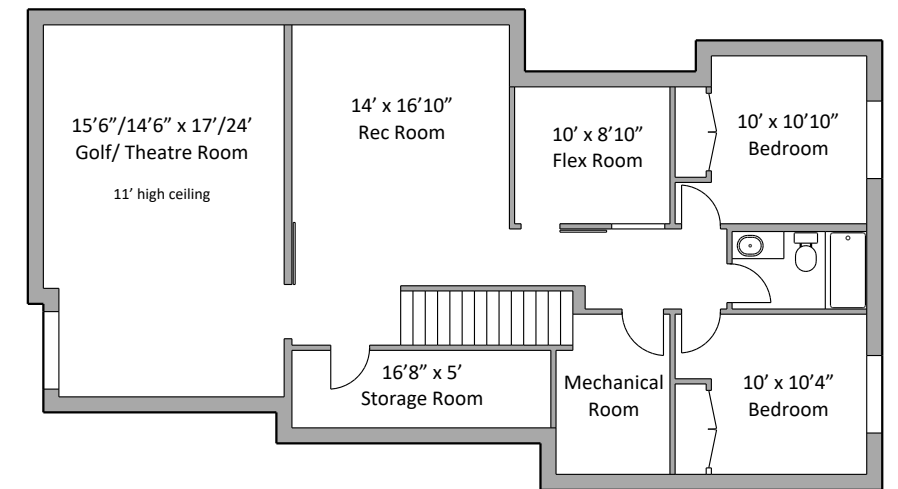 15’6”/14’6” x 17’/24’
Golf/ Theatre Room
11’ high ceiling
14’ x 16’10”
Rec Room
10’ x 8’10”
Flex Room
10’ x 10’10”
Bedroom
16’8” x 5’
Storage Room
Mechanical
Room
10’ x 10’4”
Bedroom